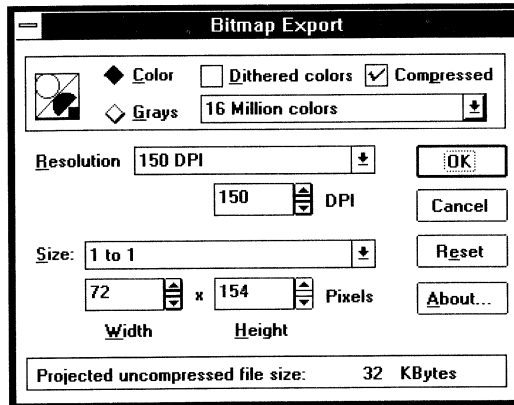 Bitmap Export
Color
Dithered colors
Compressed
Grays
16 Million colors
Resolution
150 DPI
OK
150
DPI
Cancel
Size:
1 to 1
Reset
72
x
154
Pixels
About...
Width
Height
Projected uncompressed file size: 32 KBytes